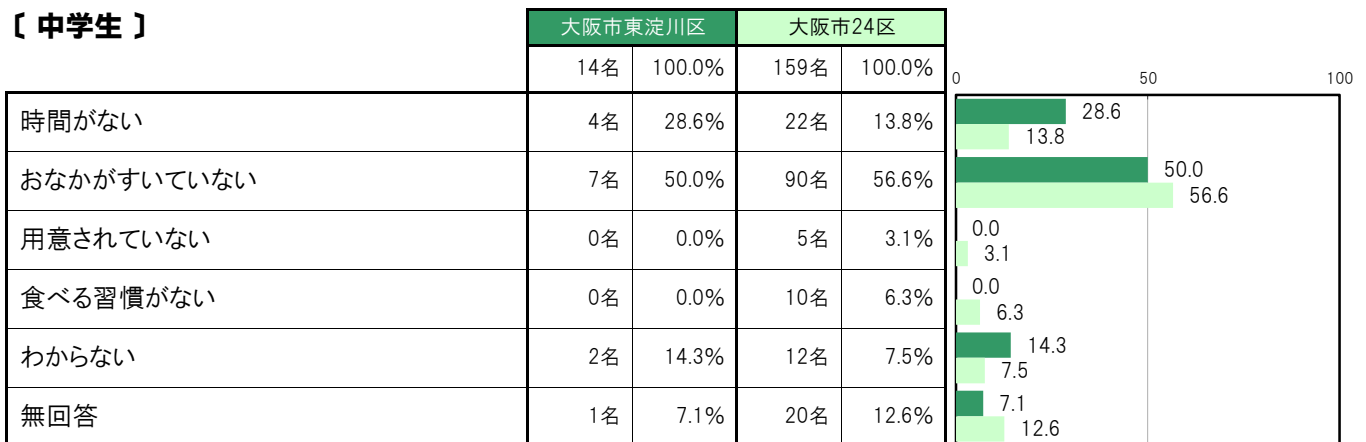 〔 中学生 〕
大阪市東淀川区 大阪市24区
14名 100.0% 159名 100.0%
0 50 100
時間がない 4名 28.6% 22名 13.8%
28.6
13.8
おなかがすいていない 7名 50.0% 90名 56.6%
50.0
56.6
用意されていない 0名 0.0% 5名 3.1%
0.0
3.1
食べる習慣がない 0名 0.0% 10名 6.3%
0.0
6.3
わからない 2名 14.3% 12名 7.5%
14.3
7.5
無回答 1名 7.1% 20名 12.6%
7.1
12.6